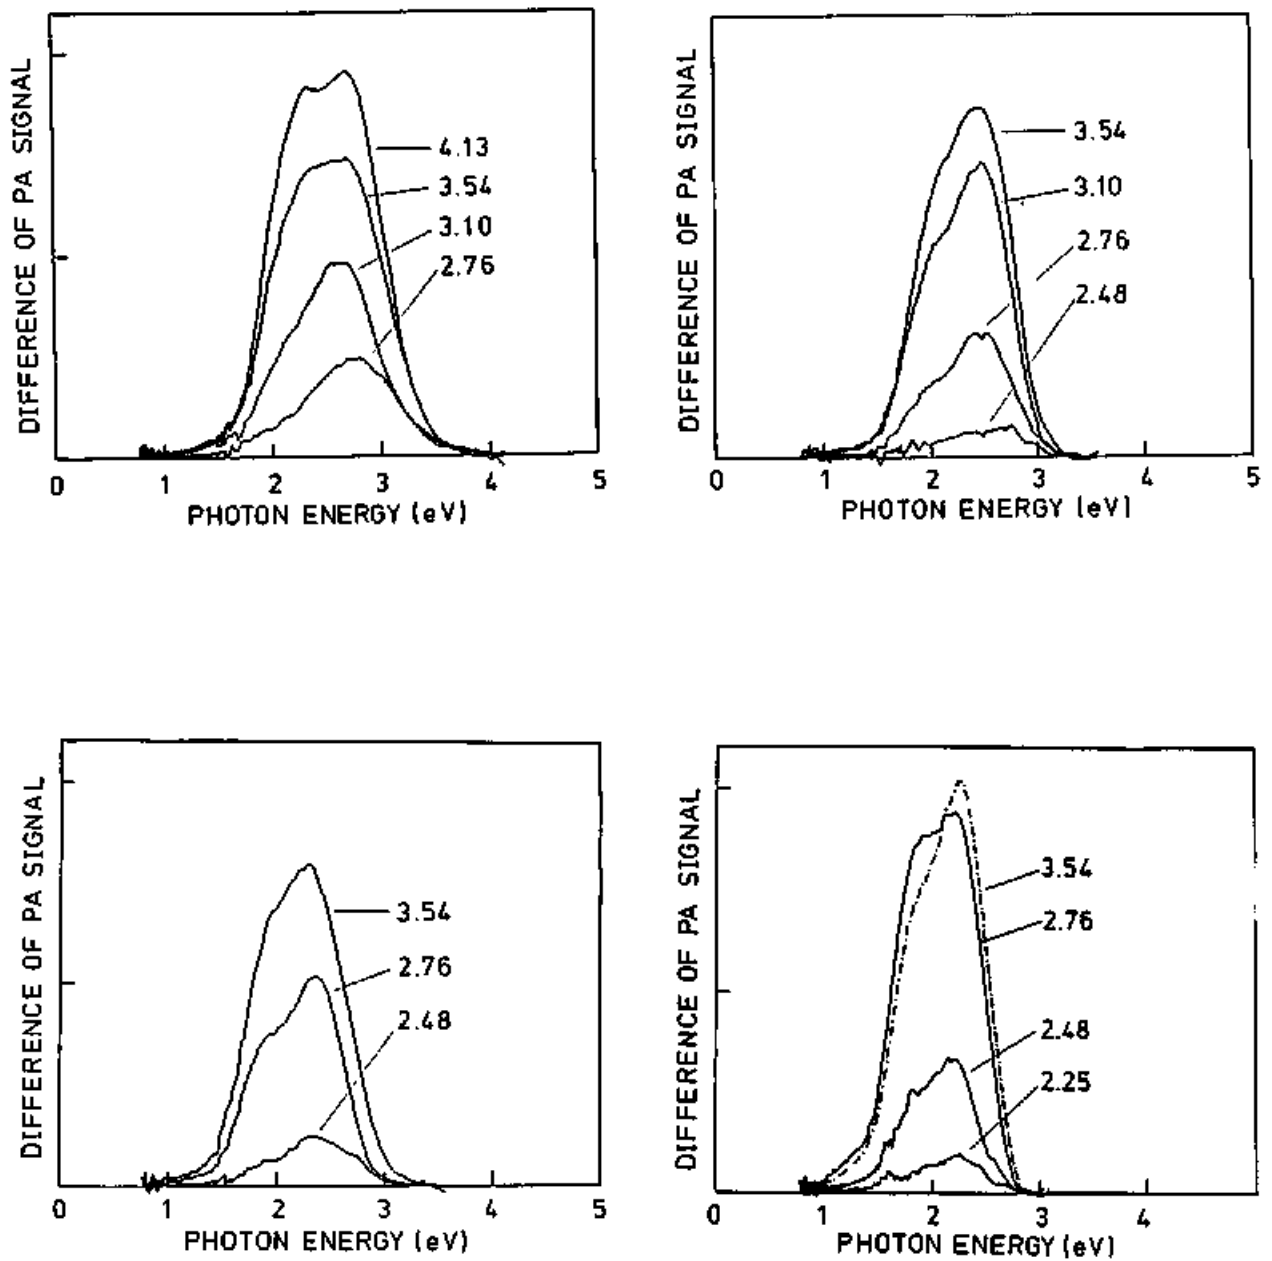 DIFFERENCE OF PA SIGNAL
4.13
3.54
3.10
2.76
0 1 2 3 4 5
PHOTON ENERGY (eV)
DIFFERENCE OF PA SIGNAL
3.54
3.10
2.76
2.48
0 1 2 3 4 5
PHOTON ENERGY (eV)
DIFFERENCE OF PA SIGNAL
3.54
2.76
2.48
0 1 2 3 4 5
PHOTON ENERGY (eV)
DIFFERENCE OF PA SIGNAL
3.54
2.76
2.48
2.25
0 1 2 3 4
PHOTON ENERGY (eV)